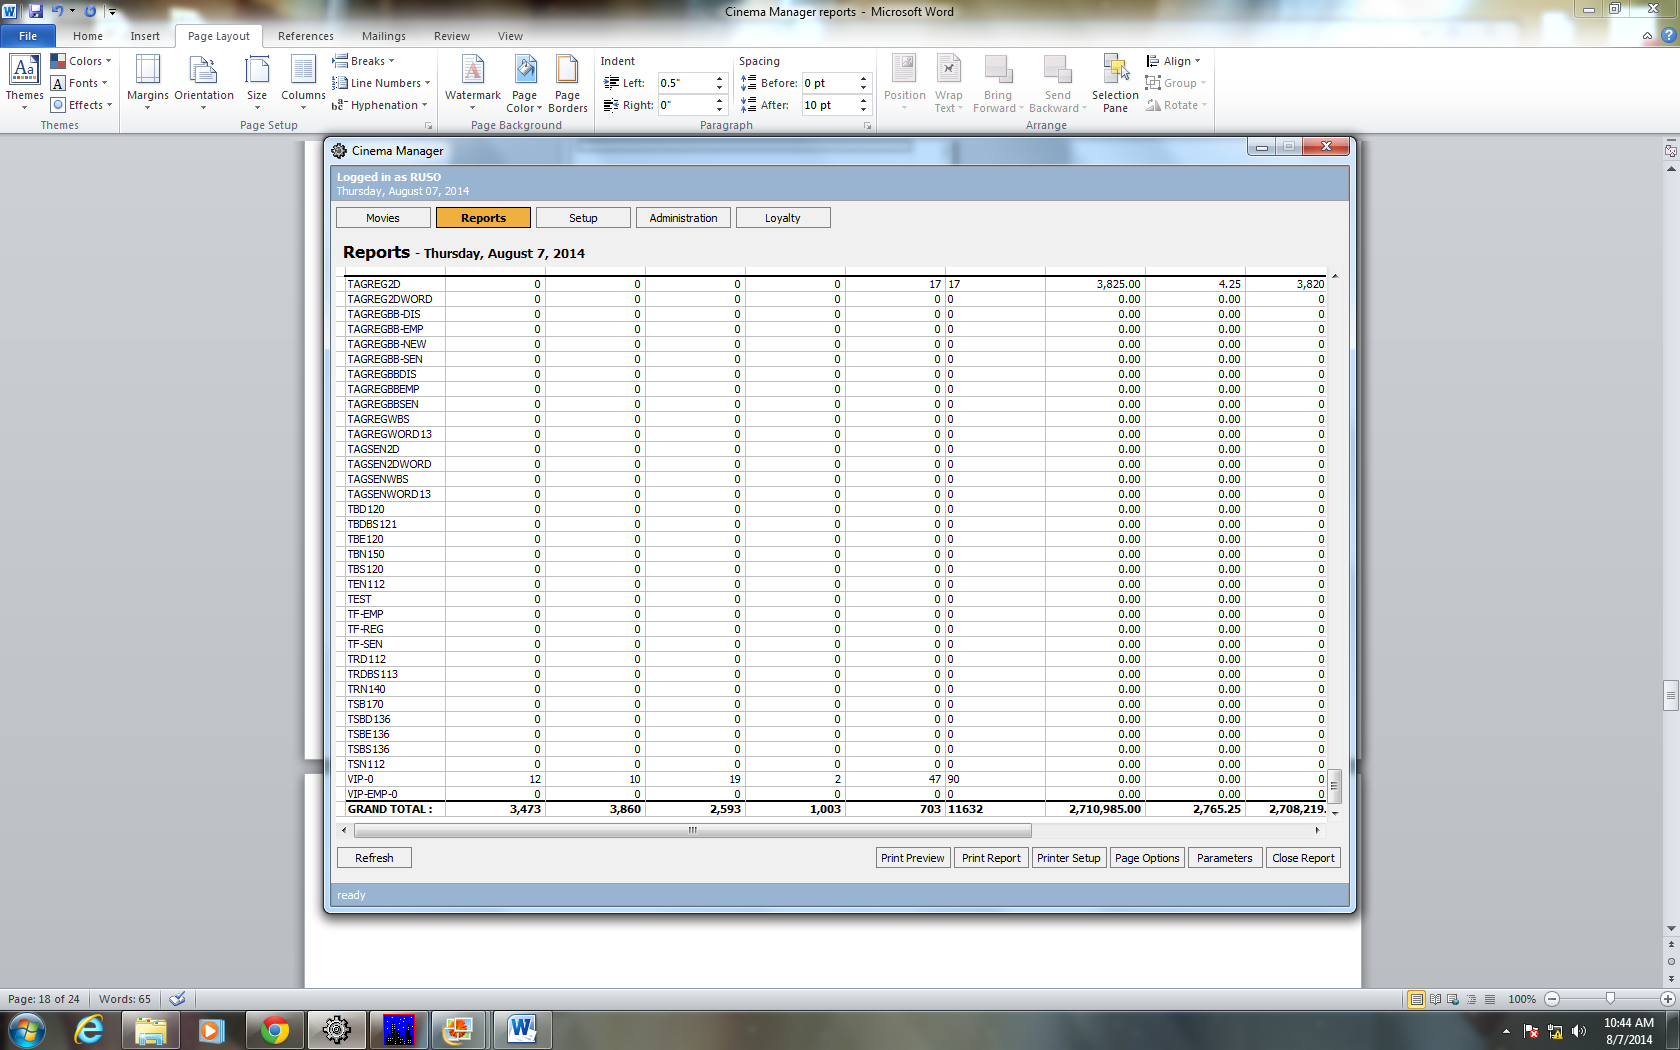 Cinema Manager reports - Microsoft Word
File Home Insert Page Layout References Mailings Review View
Themes
Colors
Fonts
Effects
Themes
Margins Orientation Size Columns
Breaks
Line Numbers
Hyphenation
Page Setup
Watermark Page Color Page Borders
Page Background
Indent
Left: 0.5"
Right: 0"
Spacing
Before: 0 pt
After: 10 pt
Paragraph
Position Wrap Text Bring Forward Send Backward Selection Pane
Align
Group
Rotate
Arrange
Cinema Manager
Logged in as RUSO
Thursday, August 07, 2014
Movies Reports Setup Administration Loyalty
Reports - Thursday, August 7, 2014
TAGREG2D 0 0 0 0 17 17 3,825.00 4.25 3,820
TAGREG2DWORD 0 0 0 0 0 0 0.00 0.00 0
TAGREGBB-DIS 0 0 0 0 0 0 0.00 0.00 0
TAGREGBB-EMP 0 0 0 0 0 0 0.00 0.00 0
TAGREGBB-NEW 0 0 0 0 0 0 0.00 0.00 0
TAGREGBB-SEN 0 0 0 0 0 0 0.00 0.00 0
TAGREGBBDIS 0 0 0 0 0 0 0.00 0.00 0
TAGREGBBEMP 0 0 0 0 0 0 0.00 0.00 0
TAGREGBBSEN 0 0 0 0 0 0 0.00 0.00 0
TAGREGWBS 0 0 0 0 0 0 0.00 0.00 0
TAGREGWORD13 0 0 0 0 0 0 0.00 0.00 0
TAGSEN2D 0 0 0 0 0 0 0.00 0.00 0
TAGSEN2DWORD 0 0 0 0 0 0 0.00 0.00 0
TAGSENWBS 0 0 0 0 0 0 0.00 0.00 0
TAGSENWORD13 0 0 0 0 0 0 0.00 0.00 0
TBD120 0 0 0 0 0 0 0.00 0.00 0
TBDBS121 0 0 0 0 0 0 0.00 0.00 0
TBE120 0 0 0 0 0 0 0.00 0.00 0
TBN150 0 0 0 0 0 0 0.00 0.00 0
TBS120 0 0 0 0 0 0 0.00 0.00 0
TEN112 0 0 0 0 0 0 0.00 0.00 0
TEST 0 0 0 0 0 0 0.00 0.00 0
TF-EMP 0 0 0 0 0 0 0.00 0.00 0
TF-REG 0 0 0 0 0 0 0.00 0.00 0
TF-SEN 0 0 0 0 0 0 0.00 0.00 0
TRD112 0 0 0 0 0 0 0.00 0.00 0
TRDBS113 0 0 0 0 0 0 0.00 0.00 0
TRN140 0 0 0 0 0 0 0.00 0.00 0
TSB170 0 0 0 0 0 0 0.00 0.00 0
TSBD136 0 0 0 0 0 0 0.00 0.00 0
TSBE136 0 0 0 0 0 0 0.00 0.00 0
TSBS136 0 0 0 0 0 0 0.00 0.00 0
TSN112 0 0 0 0 0 0 0.00 0.00 0
VIP-0 12 10 19 2 47 90 0.00 0.00 0
VIP-EMP-0 0 0 0 0 0 0 0.00 0.00 0
GRAND TOTAL : 3,473 3,860 2,593 1,003 703 11632 2,710,985.00 2,765.25 2,708,219.
Refresh Print Preview Print Report Printer Setup Page Options Parameters Close Report
ready
Page: 18 of 24 Words: 65 100%
10:44 AM
8/7/2014